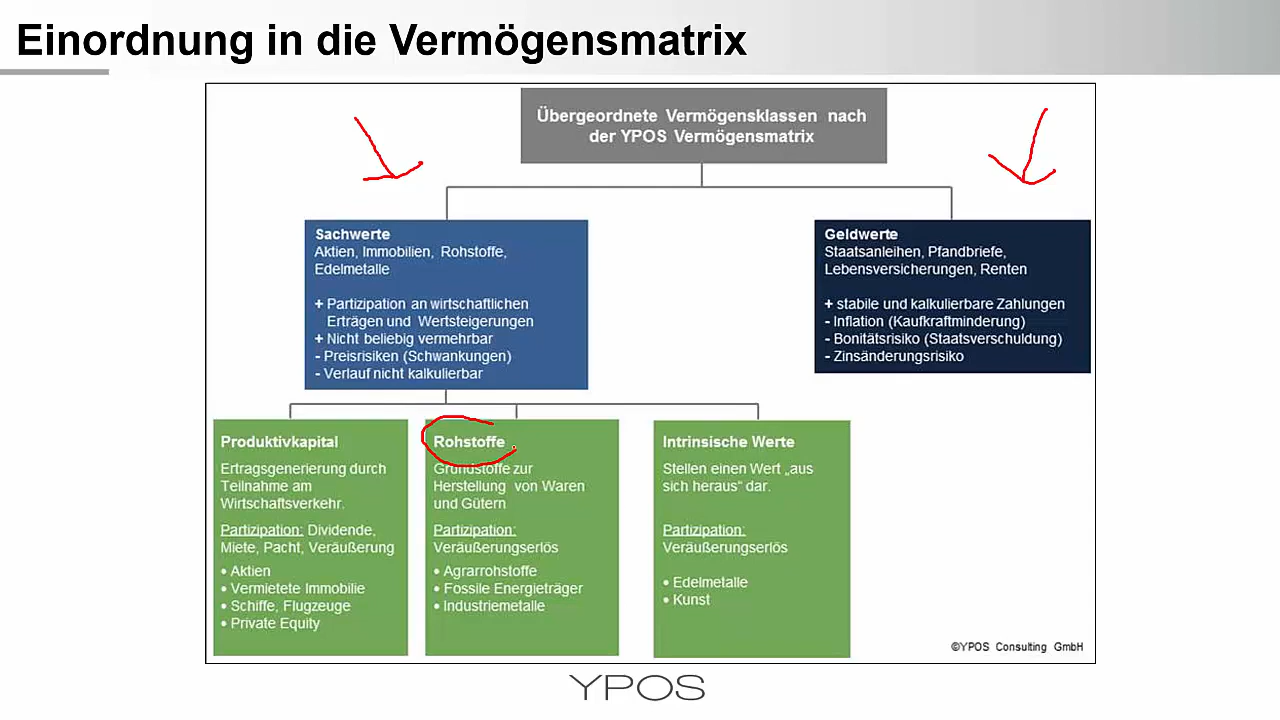 Einordnung in die Vermögensmatrix
Übergeordnete Vermögensklassen nach
der YPOS Vermögensmatrix
Sachwerte
Aktien, Immobilien, Rohstoffe,
Edelmetalle
+ Partizipation an wirtschaftlichen
Erträgen und Wertsteigerungen
+ Nicht beliebig vermehrbar
- Preisrisiken (Schwankungen)
- Verlauf nicht kalkulierbar
Geldwerte
Staatsanleihen, Pfandbriefe,
Lebensversicherungen, Renten
+ stabile und kalkulierbare Zahlungen
- Inflation (Kaufkraftminderung)
- Bonitätsrisiko (Staatsverschuldung)
- Zinsänderungsrisiko
Produktivkapital
Ertragsgenerierung durch
Teilnahme am
Wirtschaftsverkehr.
Partizipation: Dividende,
Miete, Pacht, Veräußerung
• Aktien
• Vermietete Immobilie
• Schiffe, Flugzeuge
• Private Equity
Rohstoffe
Grundstoffe zur
Herstellung von Waren
und Gütern
Partizipation:
Veräußerungserlös
• Agrarrohstoffe
• Fossile Energieträger
• Industriemetalle
Intrinsische Werte
Stellen einen Wert „aus
sich heraus“ dar.
Partizipation:
Veräußerungserlös
• Edelmetalle
• Kunst
©YPOS Consulting GmbH
YPOS